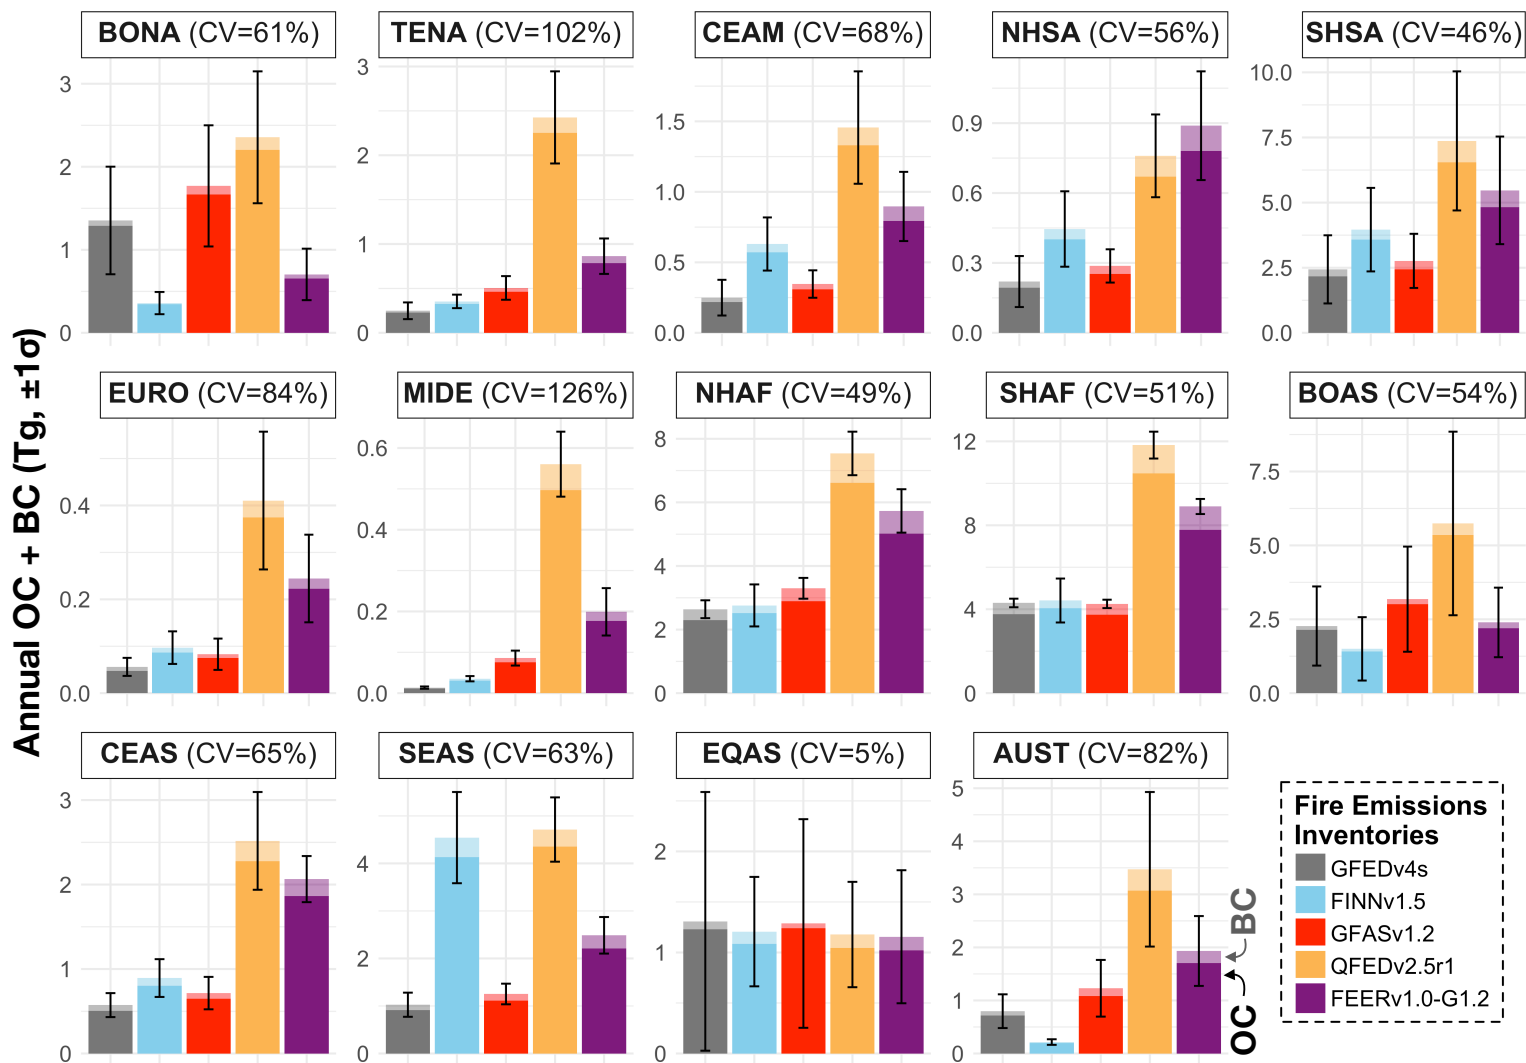 BONA (CV=61%)
TENA (CV=102%)
CEAM (CV=68%)
NHSA (CV=56%)
SHSA (CV=46%)
3
2
1
0
3
2
1
0
1.5
1.0
0.5
0.0
0.9
0.6
0.3
0.0
10.0
7.5
5.0
2.5
0.0
Annual OC + BC (Tg, ±1σ)
EURO (CV=84%)
MIDE (CV=126%)
NHAF (CV=49%)
SHAF (CV=51%)
BOAS (CV=54%)
0.4
0.2
0.0
0.6
0.4
0.2
0.0
8
6
4
2
0
12
8
4
0
7.5
5.0
2.5
0.0
CEAS (CV=65%)
SEAS (CV=63%)
EQAS (CV=5%)
AUST (CV=82%)
3
2
1
0
4
2
0
2
1
0
5
4
3
2
1
0
OC
BC
Fire Emissions
Inventories
GFEDv4s
FINNv1.5
GFASv1.2
QFEDv2.5r1
FEERv1.0-G1.2